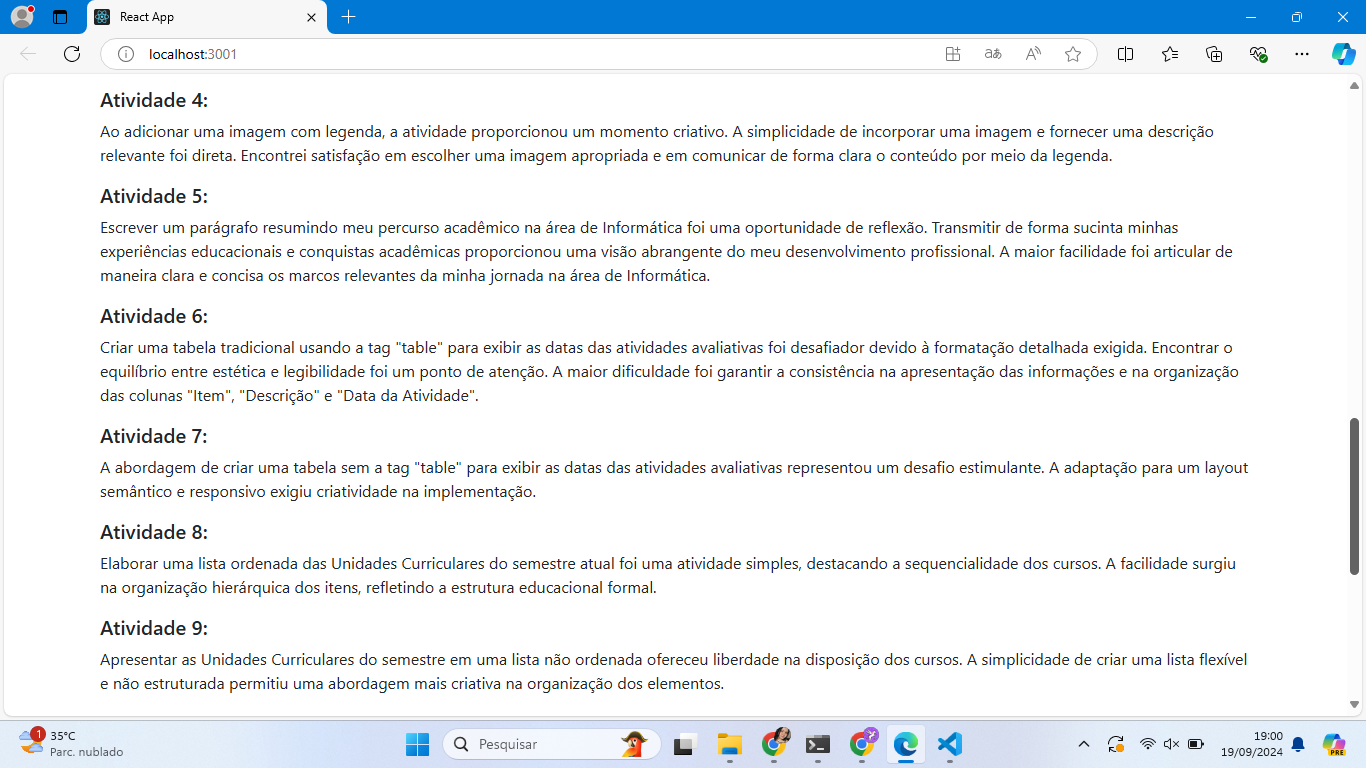 React App
localhost:3001
Atividade 4:
Ao adicionar uma imagem com legenda, a atividade proporcionou um momento criativo. A simplicidade de incorporar uma imagem e fornecer uma descrição
relevante foi direta. Encontrei satisfação em escolher uma imagem apropriada e em comunicar de forma clara o conteúdo por meio da legenda.
Atividade 5:
Escrever um parágrafo resumindo meu percurso acadêmico na área de Informática foi uma oportunidade de reflexão. Transmitir de forma sucinta minhas
experiências educacionais e conquistas acadêmicas proporcionou uma visão abrangente do meu desenvolvimento profissional. A maior facilidade foi articular de
maneira clara e concisa os marcos relevantes da minha jornada na área de Informática.
Atividade 6:
Criar uma tabela tradicional usando a tag "table" para exibir as datas das atividades avaliativas foi desafiador devido à formatação detalhada exigida. Encontrar o
equilíbrio entre estética e legibilidade foi um ponto de atenção. A maior dificuldade foi garantir a consistência na apresentação das informações e na organização
das colunas "Item", "Descrição" e "Data da Atividade".
Atividade 7:
A abordagem de criar uma tabela sem a tag "table" para exibir as datas das atividades avaliativas representou um desafio estimulante. A adaptação para um layout
semântico e responsivo exigiu criatividade na implementação.
Atividade 8:
Elaborar uma lista ordenada das Unidades Curriculares do semestre atual foi uma atividade simples, destacando a sequencialidade dos cursos. A facilidade surgiu
na organização hierárquica dos itens, refletindo a estrutura educacional formal.
Atividade 9:
Apresentar as Unidades Curriculares do semestre em uma lista não ordenada ofereceu liberdade na disposição dos cursos. A simplicidade de criar uma lista flexível
e não estruturada permitiu uma abordagem mais criativa na organização dos elementos.
1
35°C
Parc. nublado
Pesquisar
19:00
19/09/2024
PRE